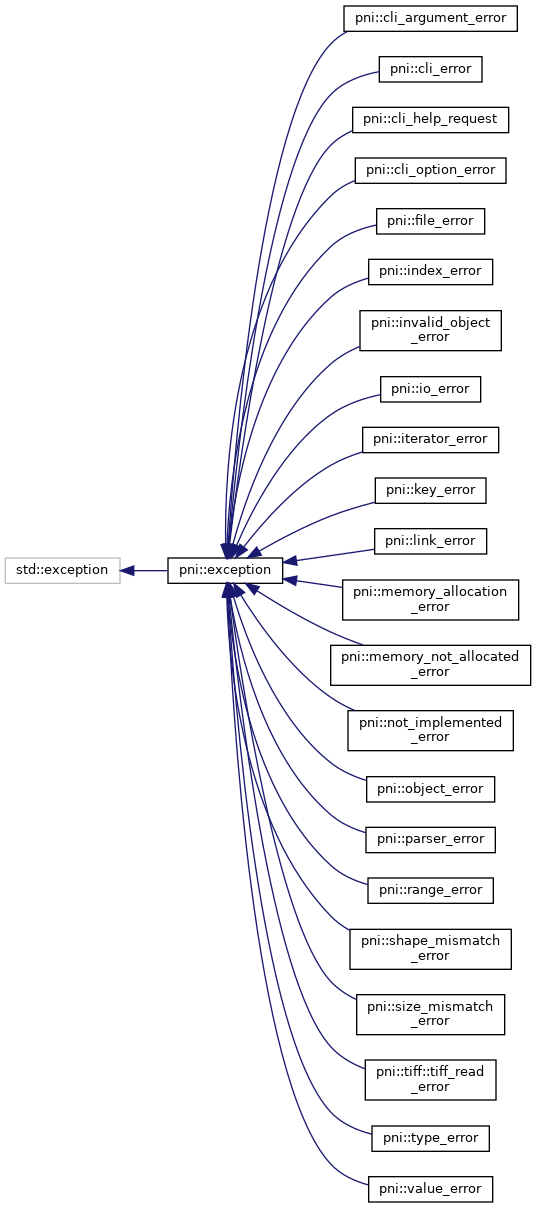 pni::cli_argument_error
pni::cli_error
pni::cli_help_request
pni::cli_option_error
pni::file_error
pni::index_error
pni::invalid_object
_error
pni::io_error
pni::iterator_error
pni::key_error
pni::link_error
std::exception
pni::exception
pni::memory_allocation
_error
pni::memory_not_allocated
_error
pni::not_implemented
_error
pni::object_error
pni::parser_error
pni::range_error
pni::shape_mismatch
_error
pni::size_mismatch
_error
pni::tiff::tiff_read
_error
pni::type_error
pni::value_error